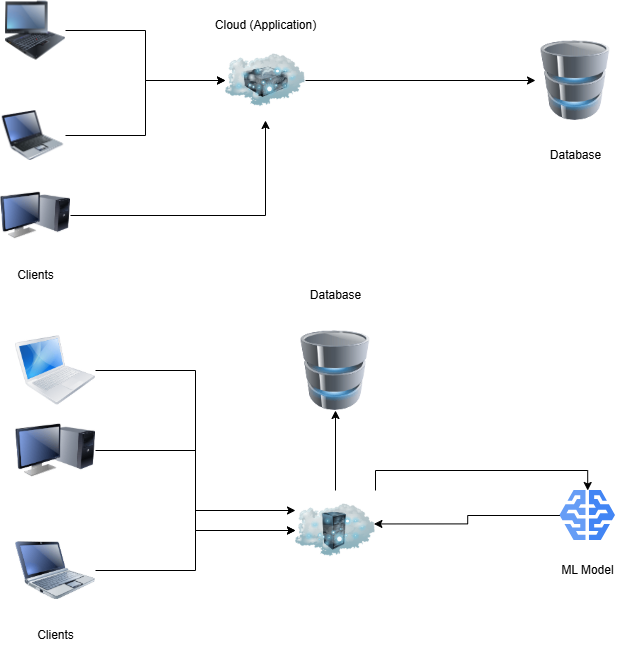 Cloud (Application)
Database
Clients
Database
ML Model
Clients